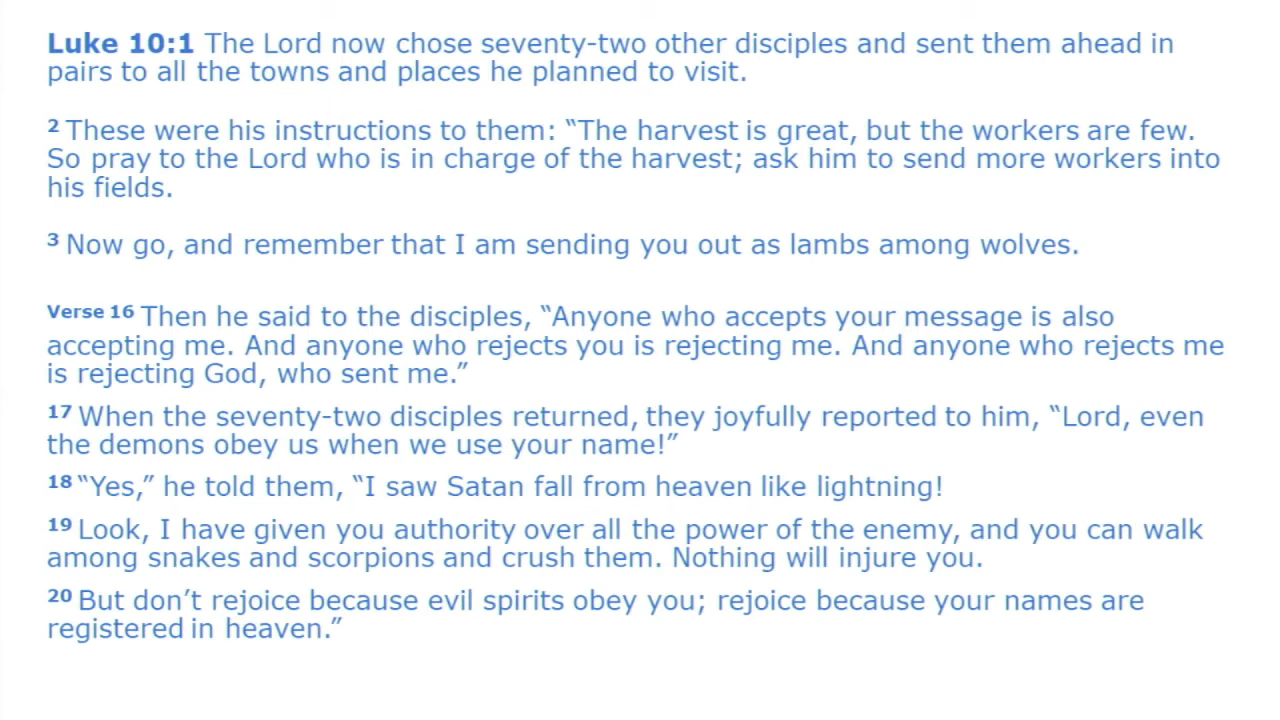 Luke 10:1 The Lord now chose seventy-two other disciples and sent them ahead in
pairs to all the towns and places he planned to visit.
2 These were his instructions to them: “The harvest is great, but the workers are few.
So pray to the Lord who is in charge of the harvest; ask him to send more workers into
his fields.
3 Now go, and remember that I am sending you out as lambs among wolves.
Verse 16 Then he said to the disciples, “Anyone who accepts your message is also
accepting me. And anyone who rejects you is rejecting me. And anyone who rejects me
is rejecting God, who sent me.”
17 When the seventy-two disciples returned, they joyfully reported to him, “Lord, even
the demons obey us when we use your name!”
18 “Yes,” he told them, “I saw Satan fall from heaven like lightning!
19 Look, I have given you authority over all the power of the enemy, and you can walk
among snakes and scorpions and crush them. Nothing will injure you.
20 But don’t rejoice because evil spirits obey you; rejoice because your names are
registered in heaven.”